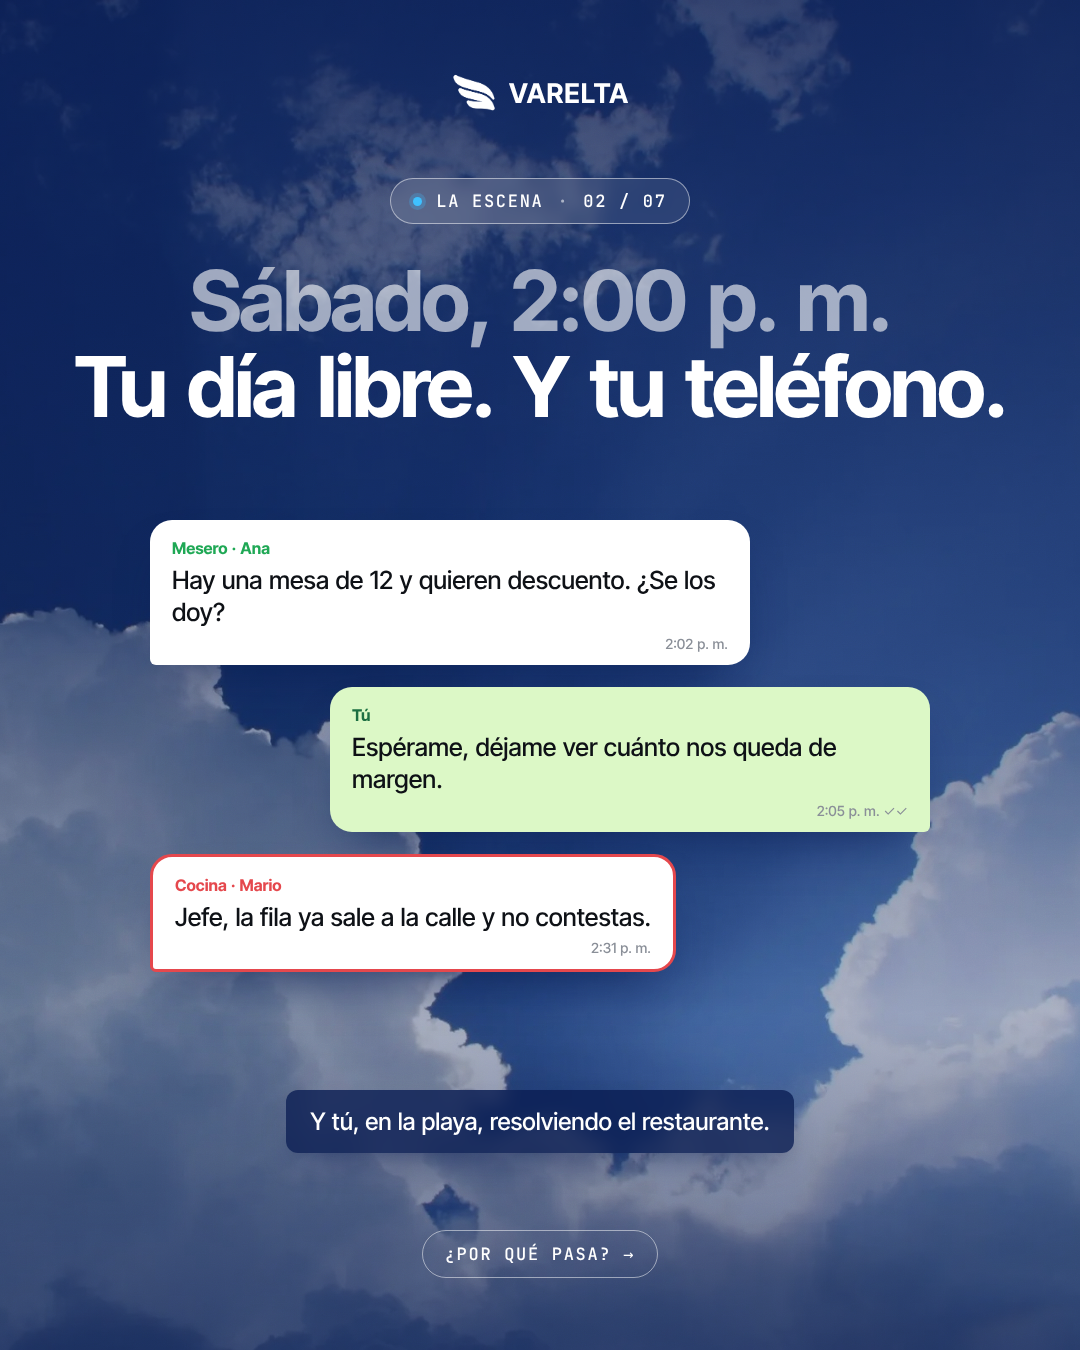 VARELTA
LA ESCENA · 02 / 07
Sábado, 2:00 p. m.
Tu día libre. Y tu teléfono.
Mesero · Ana
Hay una mesa de 12 y quieren descuento. ¿Se los
doy?
2:02 p. m.
Tú
Espérame, déjame ver cuánto nos queda de
margen.
2:05 p. m. ✓✓
Cocina · Mario
Jefe, la fila ya sale a la calle y no contestas.
2:31 p. m.
Y tú, en la playa, resolviendo el restaurante.
¿POR QUÉ PASA? →